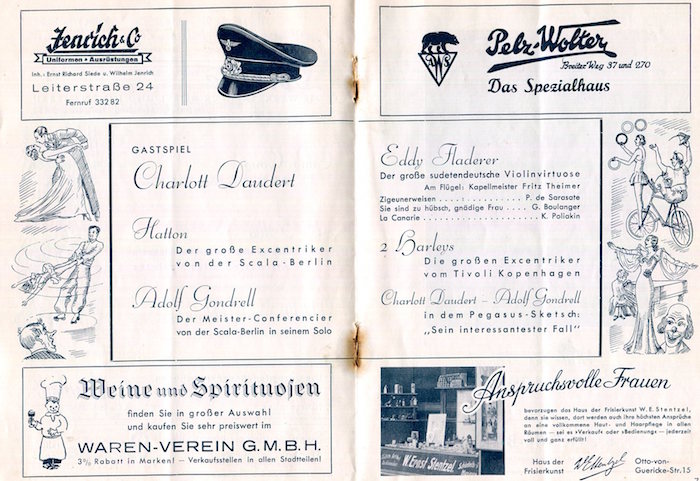 Jenrich & Co
Uniformen • Ausrüstungen
Inh.: Ernst Richard Siede u. Wilhelm Jenrich
Leiterstraße 24
Fernruf 332 82
GASTSPIEL
Charlott Daudert
Hatton
Der große Excentriker
von der Scala-Berlin
Adolf Gondrell
Der Meister-Conferencier
von der Scala-Berlin in seinem Solo
Weine und Spirituosen
finden Sie in großer Auswahl
und kaufen Sie sehr preiswert im
WAREN-VEREIN G.M.B.H.
3% Rabatt in Marken! – Verkaufsstellen in allen Stadtteilen!
Pelz-Wolter
Breiter Weg 37 und 270
Das Spezialhaus
Eddy Fladerer
Der große sudetendeutsche Violinvirtuose
Am Flügel: Kapellmeister Fritz Theimer
Zigeunerweisen . . . . . . . . . . . . P. de Sarasate
Sie sind zu hübsch, gnädige Frau . . . . G. Boulanger
La Canarie . . . . . . . . . . . . . . . K. Poliakin
2 Harleys
Die großen Excentriker
vom Tivoli Kopenhagen
Charlott Daudert – Adolf Gondrell
in dem Pegasus-Sketsch:
„Sein interessantester Fall"
Anspruchsvolle Frauen
bevorzugen das Haus der Frisierkunst W. E. Stentzel,
denn sie wissen, dort werden auch ihre höchsten Ansprüche
an eine vollkommene Haut- und Haarpflege in allen
Räumen – sei es »Verkauf« oder »Bedienung« – jederzeit
voll und ganz erfüllt!
W. Ernst Stentzel
Haus der
Frisierkunst
W. E. Stentzel
Otto-von-
Guericke-Str. 15